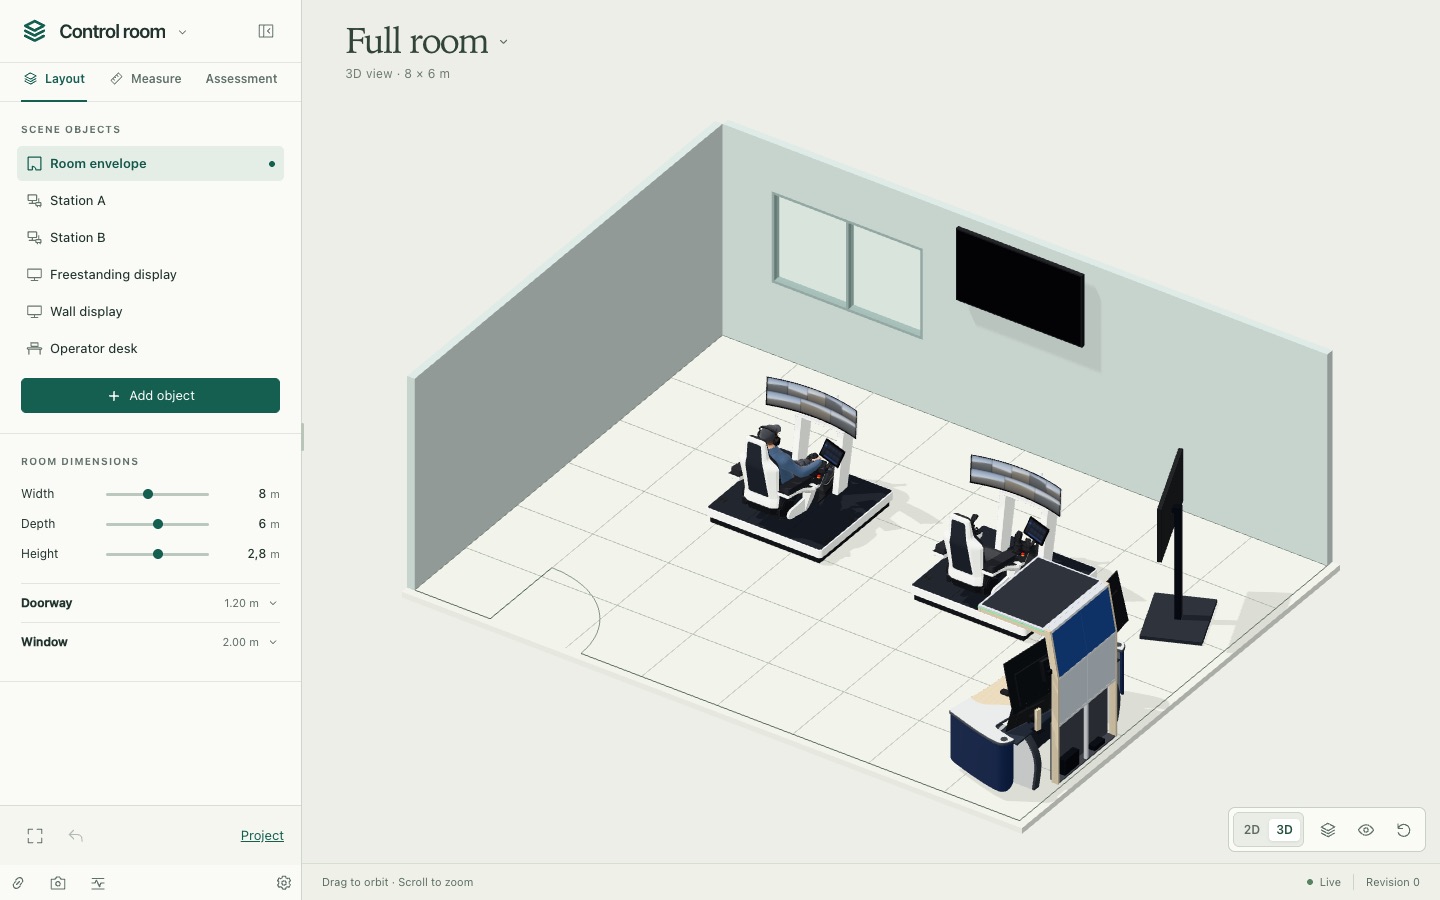 Control room
Layout
Measure
Assessment
SCENE OBJECTS
Room envelope
Station A
Station B
Freestanding display
Wall display
Operator desk
Add object
ROOM DIMENSIONS
Width 8 m
Depth 6 m
Height 2,8 m
Doorway 1.20 m
Window 2.00 m
Project
Full room
3D view · 8 × 6 m
2D 3D
Drag to orbit · Scroll to zoom
Live
Revision 0